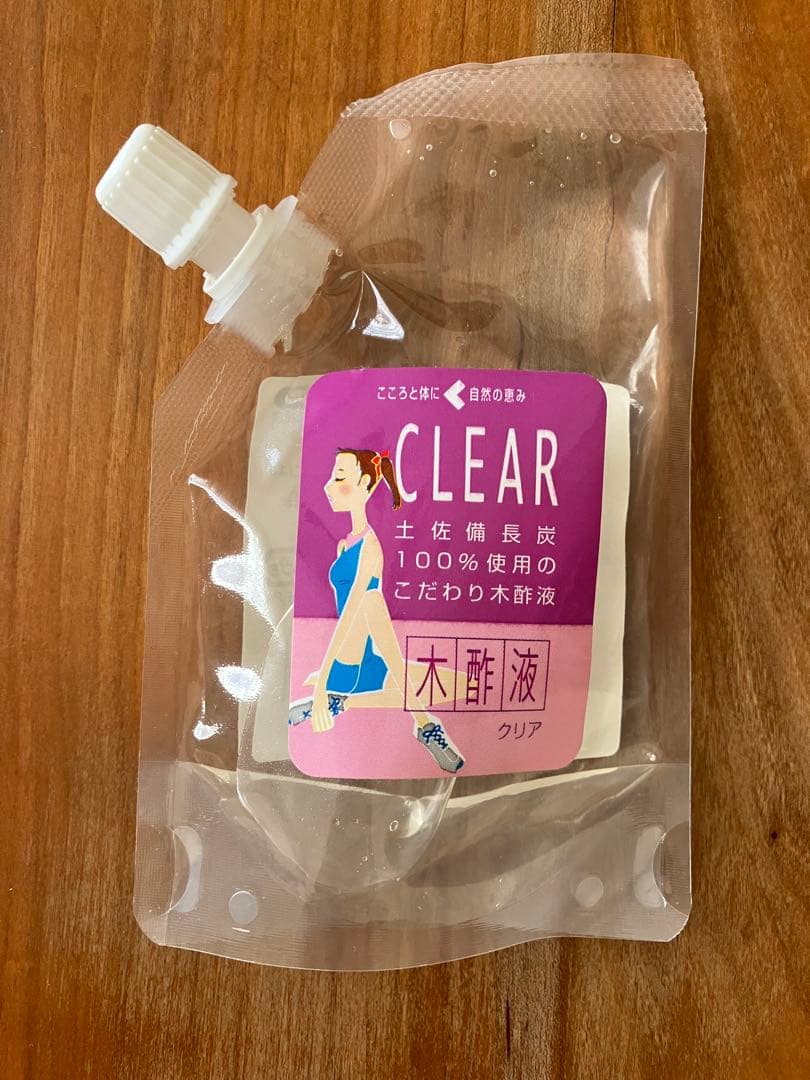 こころと体に 自然の恵み
CLEAR
土佐備長炭
100%使用の
こだわり木酢液
木酢液
クリア